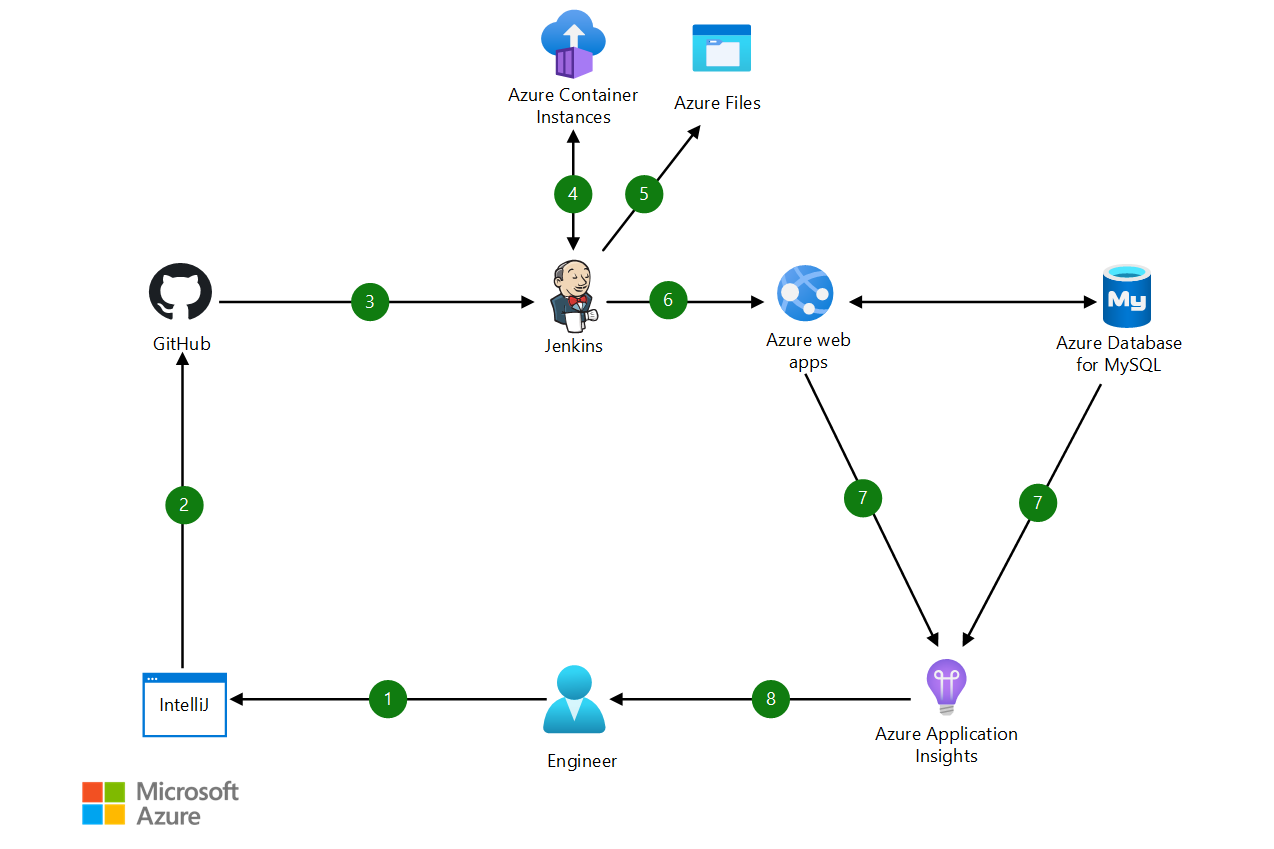 Azure Container
Instances
Azure Files
4
5
GitHub
3
Jenkins
6
Azure web
apps
My
Azure Database
for MySQL
2
7
7
IntelliJ
1
Engineer
8
Azure Application
Insights
Microsoft
Azure